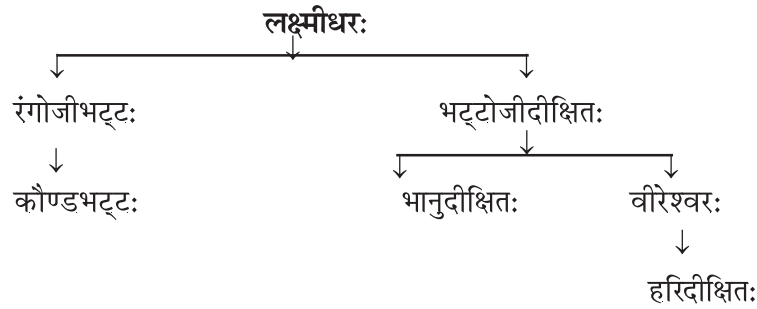 लक्ष्मीधरः
रंगोजीभट्टः भट्टोजीदीक्षितः
कौण्डभट्टः भानुदीक्षितः वीरेश्वरः
हरिदीक्षितः